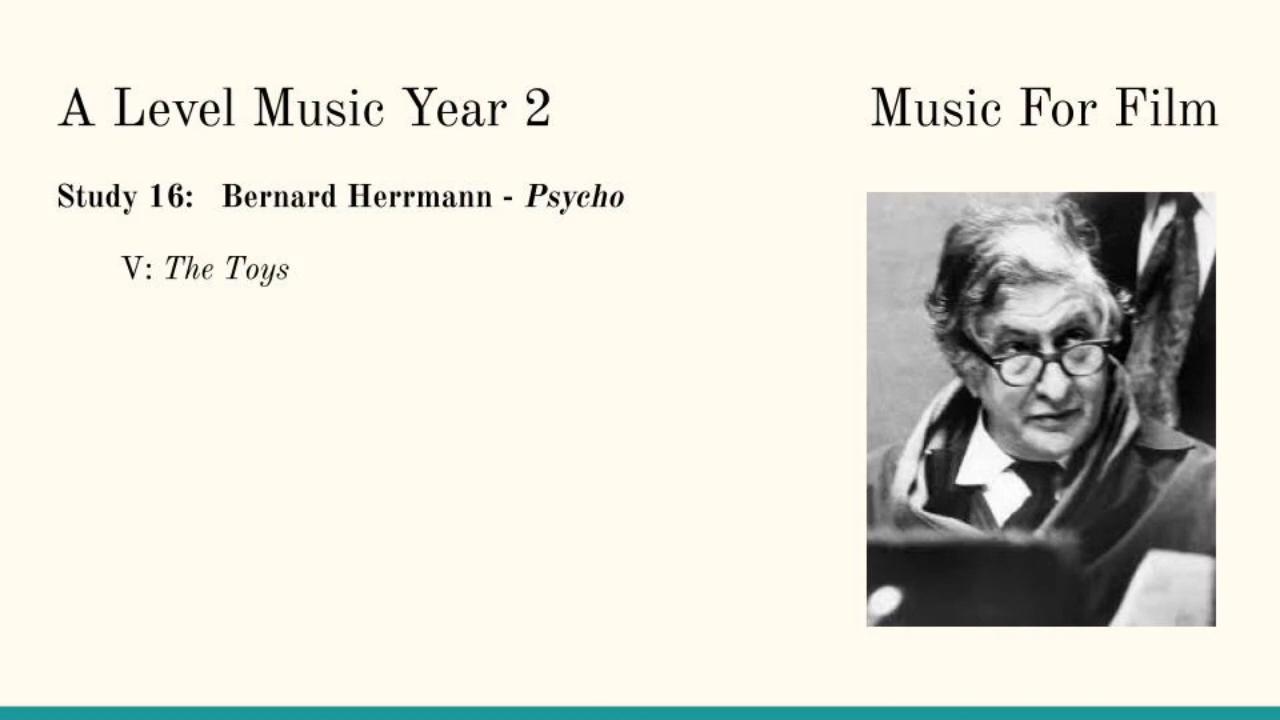 A Level Music Year 2
Music For Film
Study 16: Bernard Herrmann - Psycho
V: The Toys